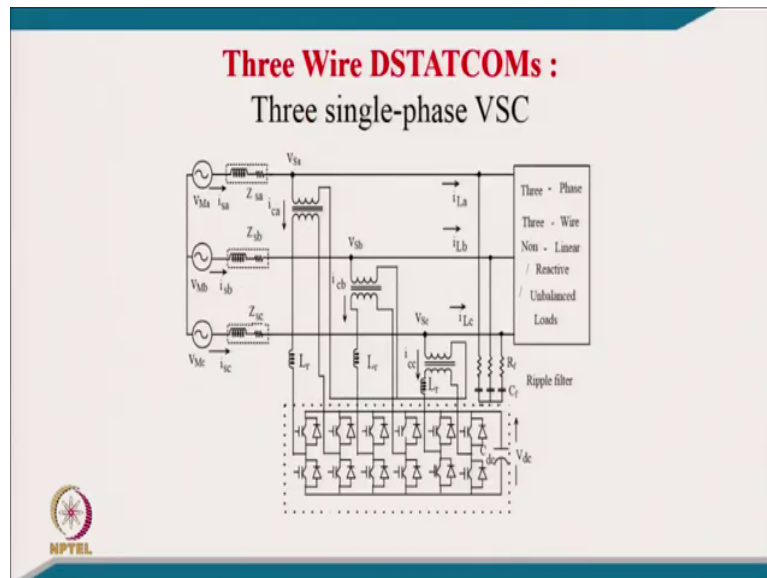 Three Wire DSTATCOMs :
Three single-phase VSC
V_Sa
V_Ma
i_sa
Z_sa
i_ca
i_La
Three - Phase
Three - Wire
Non - Linear
/ Reactive
/ Unbalanced
Loads
Z_sb
V_Sb
i_Lb
V_Mb
i_sb
i_cb
Z_sc
V_Sc
i_Lc
V_Mc
i_sc
L_r
L_r
i_cc
L_r
R_f
C_f
Ripple filter
C_dc
V_dc
NPTEL